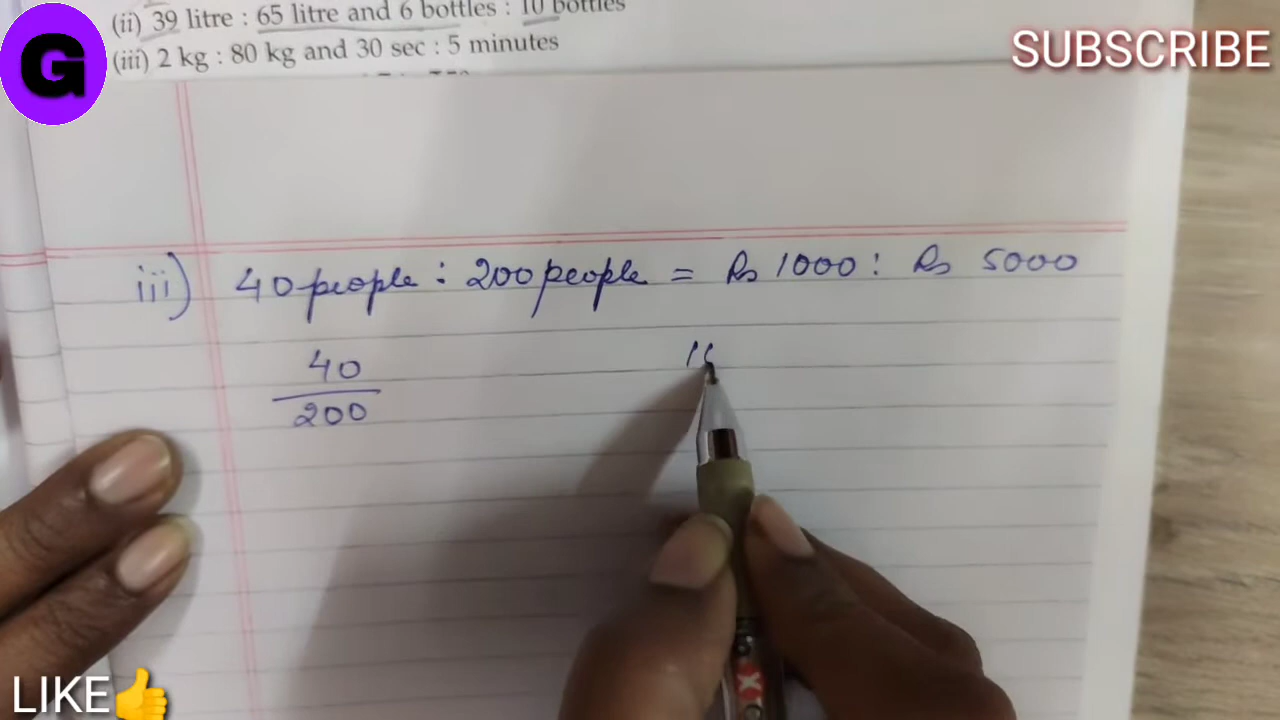 (ii) 39 litre : 65 litre and 6 bottles : 10 bottles
(iii) 2 kg : 80 kg and 30 sec : 5 minutes
G
SUBSCRIBE
iii) 40 people : 200 people = Rs 1000 : Rs 5000
40
200
LIKE👍